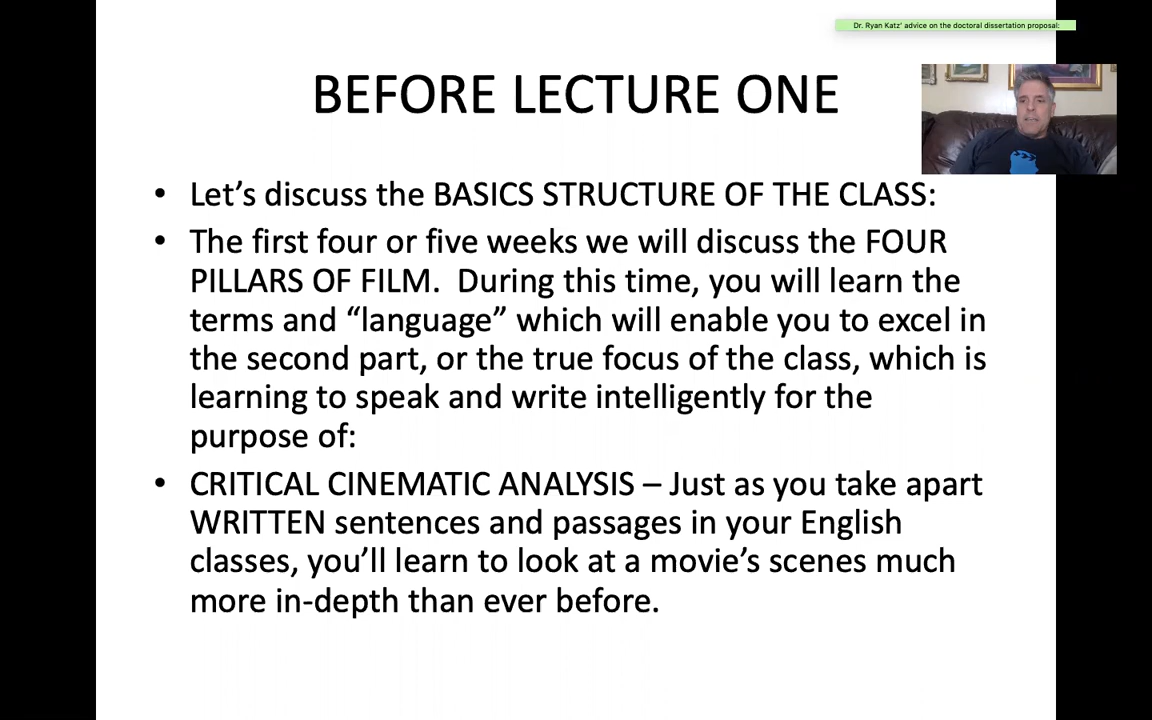 Dr. Ryan Katz' advice on the doctoral dissertation proposal:
BEFORE LECTURE ONE
• Let’s discuss the BASICS STRUCTURE OF THE CLASS:
• The first four or five weeks we will discuss the FOUR
PILLARS OF FILM.  During this time, you will learn the
terms and “language” which will enable you to excel in
the second part, or the true focus of the class, which is
learning to speak and write intelligently for the
purpose of:
• CRITICAL CINEMATIC ANALYSIS – Just as you take apart
WRITTEN sentences and passages in your English
classes, you’ll learn to look at a movie’s scenes much
more in-depth than ever before.